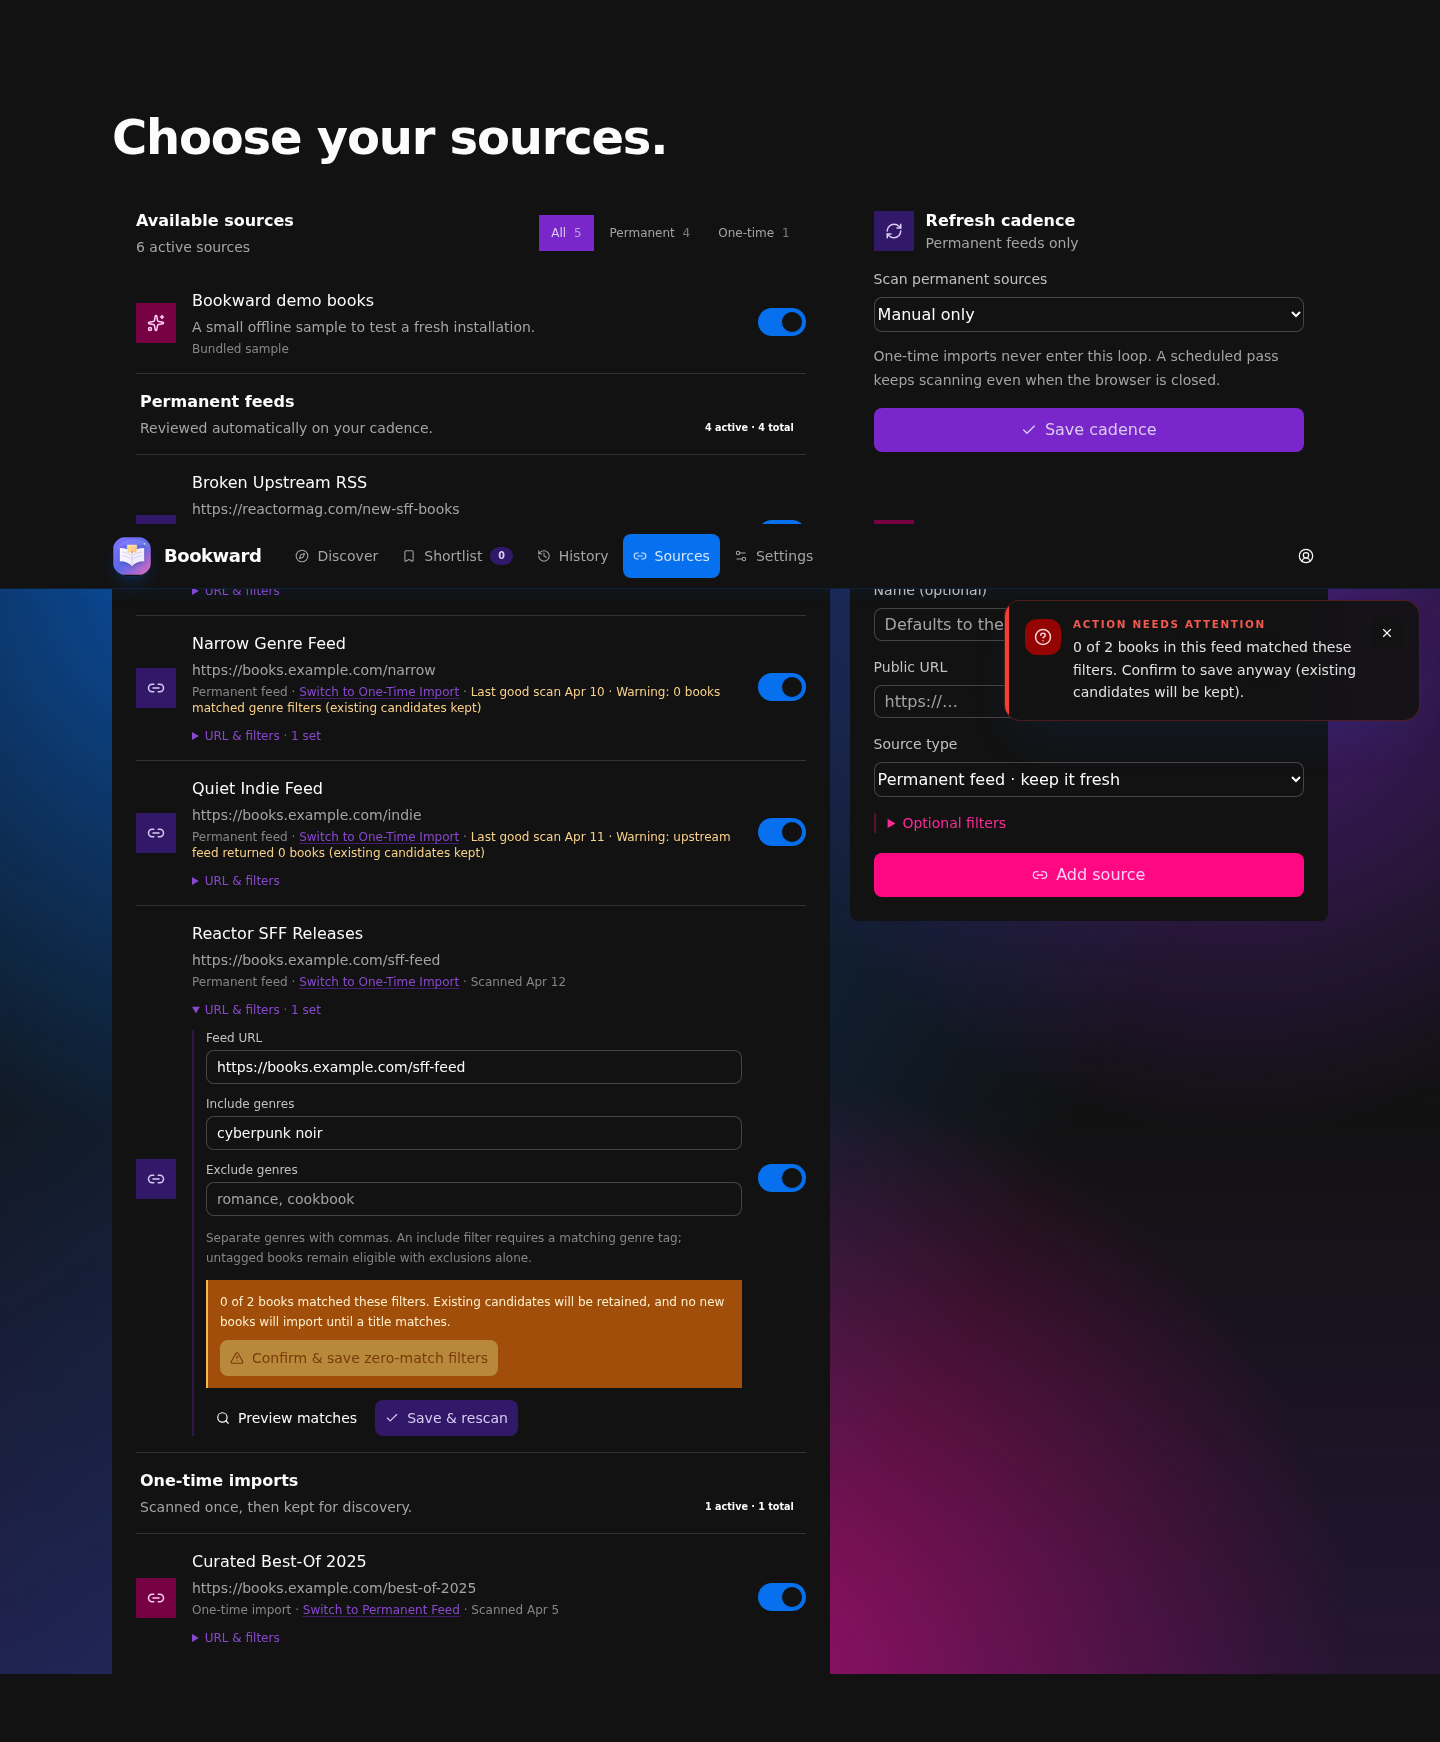 Choose your sources.
Available sources
6 active sources
All 5
Permanent 4
One-time 1
Bookward demo books
A small offline sample to test a fresh installation.
Bundled sample
Permanent feeds
Reviewed automatically on your cadence.
4 active · 4 total
Broken Upstream RSS
https://reactormag.com/new-sff-books
Refresh cadence
Permanent feeds only
Scan permanent sources
Manual only
One-time imports never enter this loop. A scheduled pass
keeps scanning even when the browser is closed.
Save cadence
Bookward
Discover
Shortlist 0
History
Sources
Settings
URL & filters
Narrow Genre Feed
https://books.example.com/narrow
Permanent feed · Switch to One-Time Import · Last good scan Apr 10 · Warning: 0 books
matched genre filters (existing candidates kept)
URL & filters · 1 set
Quiet Indie Feed
https://books.example.com/indie
Permanent feed · Switch to One-Time Import · Last good scan Apr 11 · Warning: upstream
feed returned 0 books (existing candidates kept)
URL & filters
Reactor SFF Releases
https://books.example.com/sff-feed
Permanent feed · Switch to One-Time Import · Scanned Apr 12
URL & filters · 1 set
Feed URL
https://books.example.com/sff-feed
Include genres
cyberpunk noir
Exclude genres
romance, cookbook
Separate genres with commas. An include filter requires a matching genre tag;
untagged books remain eligible with exclusions alone.
0 of 2 books matched these filters. Existing candidates will be retained, and no new
books will import until a title matches.
Confirm & save zero-match filters
Preview matches
Save & rescan
One-time imports
Scanned once, then kept for discovery.
1 active · 1 total
Curated Best-Of 2025
https://books.example.com/best-of-2025
One-time import · Switch to Permanent Feed · Scanned Apr 5
URL & filters
Name (optional)
Defaults to the
Public URL
https://...
Source type
Permanent feed · keep it fresh
Optional filters
Add source
ACTION NEEDS ATTENTION
0 of 2 books in this feed matched these
filters. Confirm to save anyway (existing
candidates will be kept).